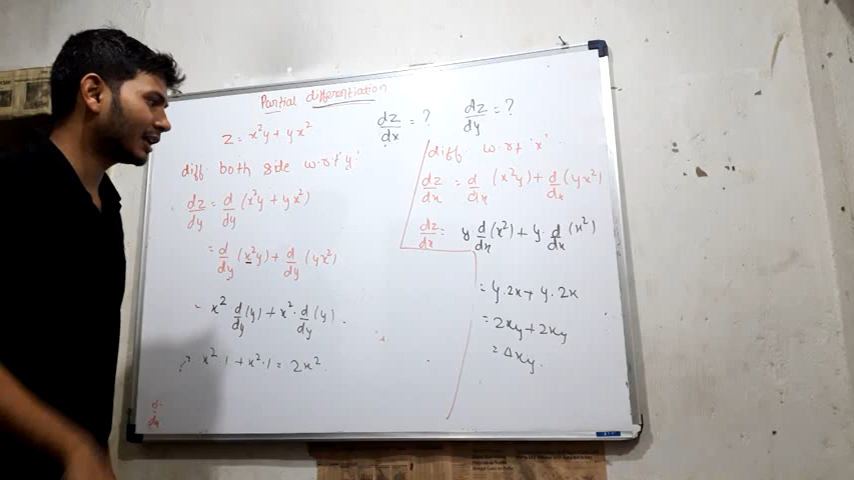 Partial differentiation
z = x²y + yx²
dz/dx = ? dz/dy = ?
diff. both side w.r.t 'y'
dz/dy = d/dy (x²y + yx²)
= d/dy (x²y) + d/dy (yx²)
= x² d/dy (y) + x² · d/dy (y).
= x²·1 + x²·1 = 2x²
diff. w.r.t 'x'.
dz/dx = d/dx (x²y) + d/dx (yx²)
dz/dx = y d/dx (x²) + y · d/dx (x²)
= y.2x + y.2x
= 2xy + 2xy
= 4xy.